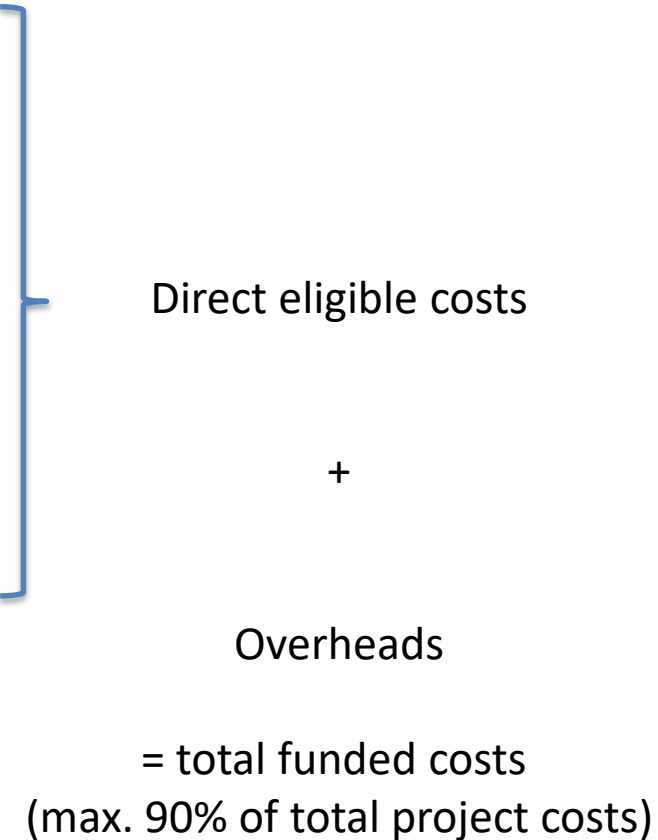 Direct eligible costs
+
Overheads
= total funded costs
(max. 90% of total project costs)